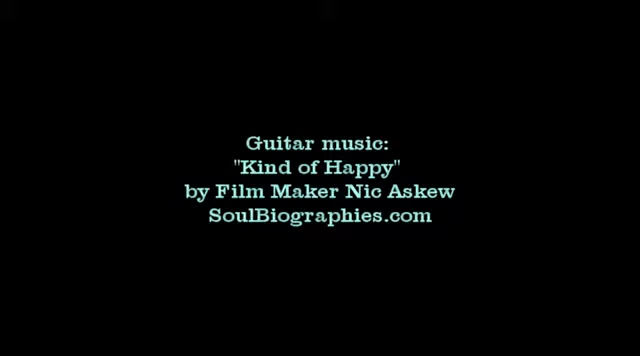 Guitar music:
"Kind of Happy"
by Film Maker Nic Askew
SoulBiographies.com